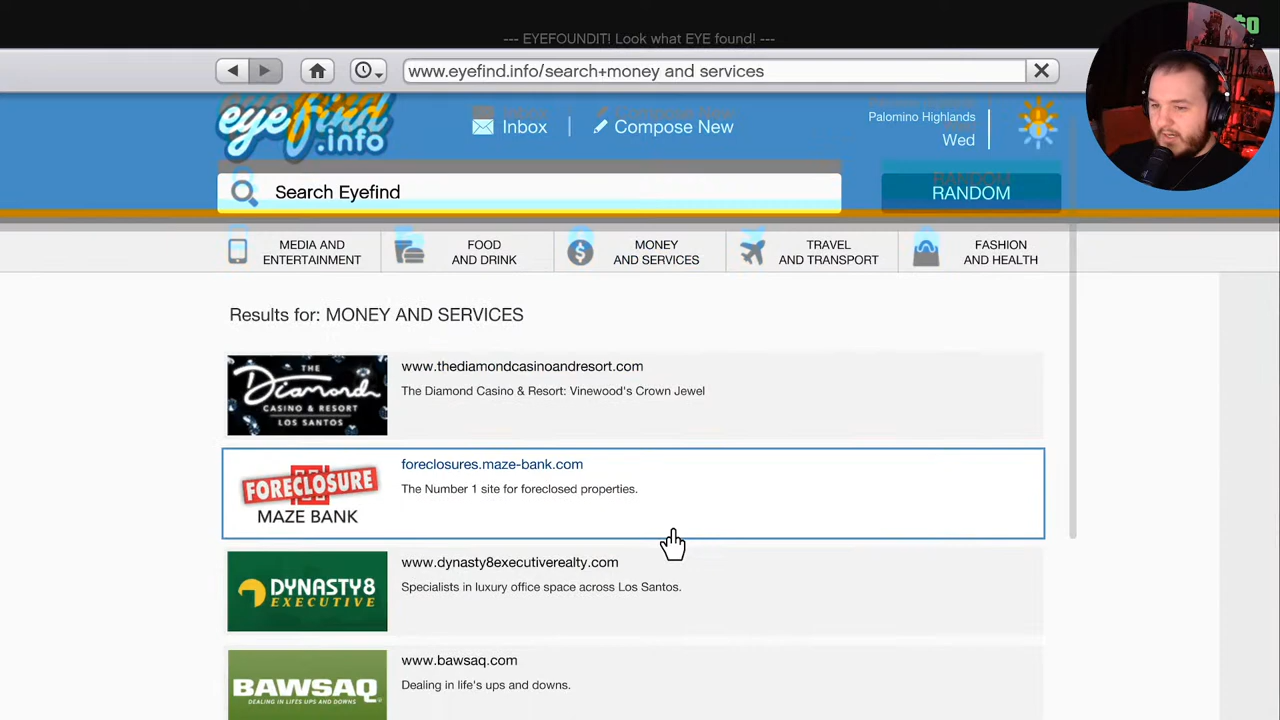 --- EYEFOUNDIT! Look what EYE found! ---
$0
www.eyefind.info/search+money and services
eyefind
.info
Inbox
Compose New
Palomino Highlands
Wed
Search Eyefind
RANDOM
MEDIA AND
ENTERTAINMENT
FOOD
AND DRINK
MONEY
AND SERVICES
TRAVEL
AND TRANSPORT
FASHION
AND HEALTH
Results for: MONEY AND SERVICES
THE
Diamond
CASINO & RESORT
LOS SANTOS
www.thediamondcasinoandresort.com
The Diamond Casino & Resort: Vinewood's Crown Jewel
FORECLOSURE
MAZE BANK
foreclosures.maze-bank.com
The Number 1 site for foreclosed properties.
DYNASTY8
EXECUTIVE
www.dynasty8executiverealty.com
Specialists in luxury office space across Los Santos.
BAWSAQ
DEALING IN LIFES UPS AND DOWNS
www.bawsaq.com
Dealing in life's ups and downs.